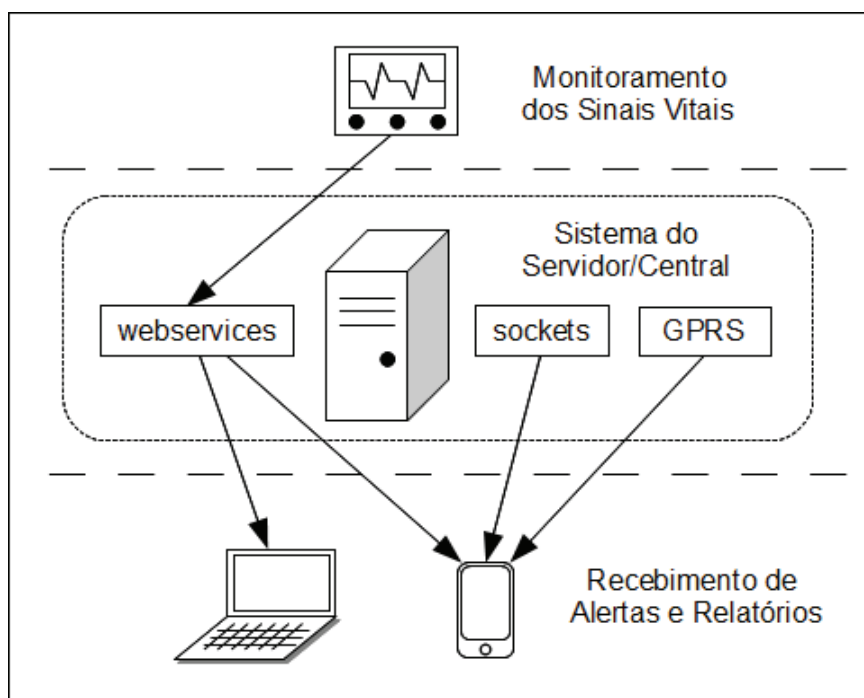 Monitoramento
dos Sinais Vitais
Sistema do
Servidor/Central
webservices
sockets
GPRS
Recebimento de
Alertas e Relatórios